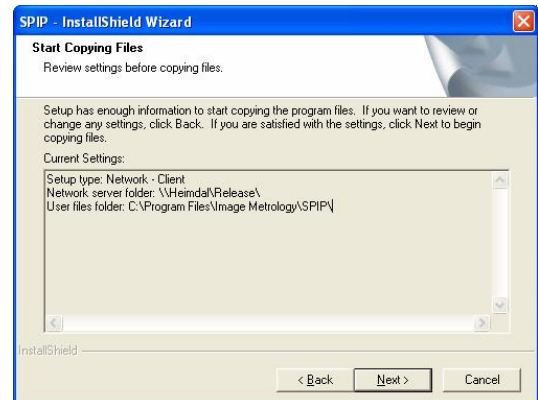 SPIP - InstallShield Wizard
Start Copying Files
Review settings before copying files.
Setup has enough information to start copying the program files. If you want to review or
change any settings, click Back. If you are satisfied with the settings, click Next to begin
copying files.
Current Settings:
Setup type: Network - Client
Network server folder: \\Heimdal\Release\
User files folder: C:\Program Files\Image Metrology\SPIP\
InstallShield
< Back Next > Cancel